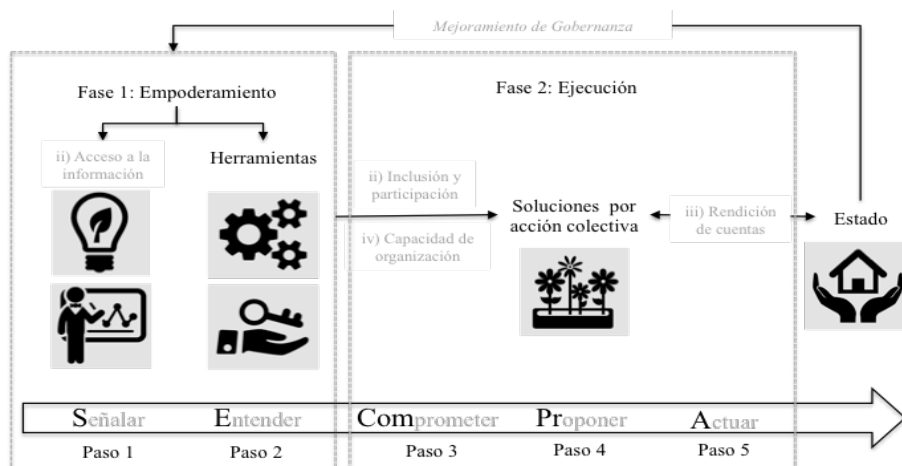 Mejoramiento de Gobernanza
Fase 1: Empoderamiento
Fase 2: Ejecución
ii) Acceso a la
información
Herramientas
ii) Inclusión y
participación
iv) Capacidad de
organización
Soluciones por
acción colectiva
iii) Rendición
de cuentas
Estado
Señalar
Entender
Comprometer
Proponer
Actuar
Paso 1
Paso 2
Paso 3
Paso 4
Paso 5